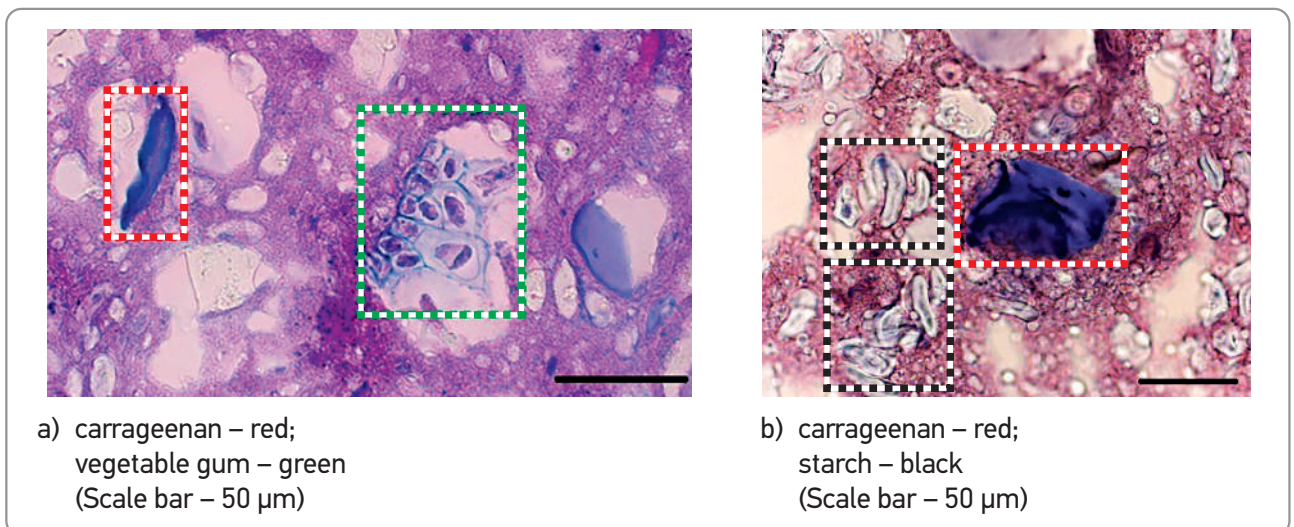 a) carrageenan – red;
vegetable gum – green
(Scale bar – 50 µm)
b) carrageenan – red;
starch – black
(Scale bar – 50 µm)